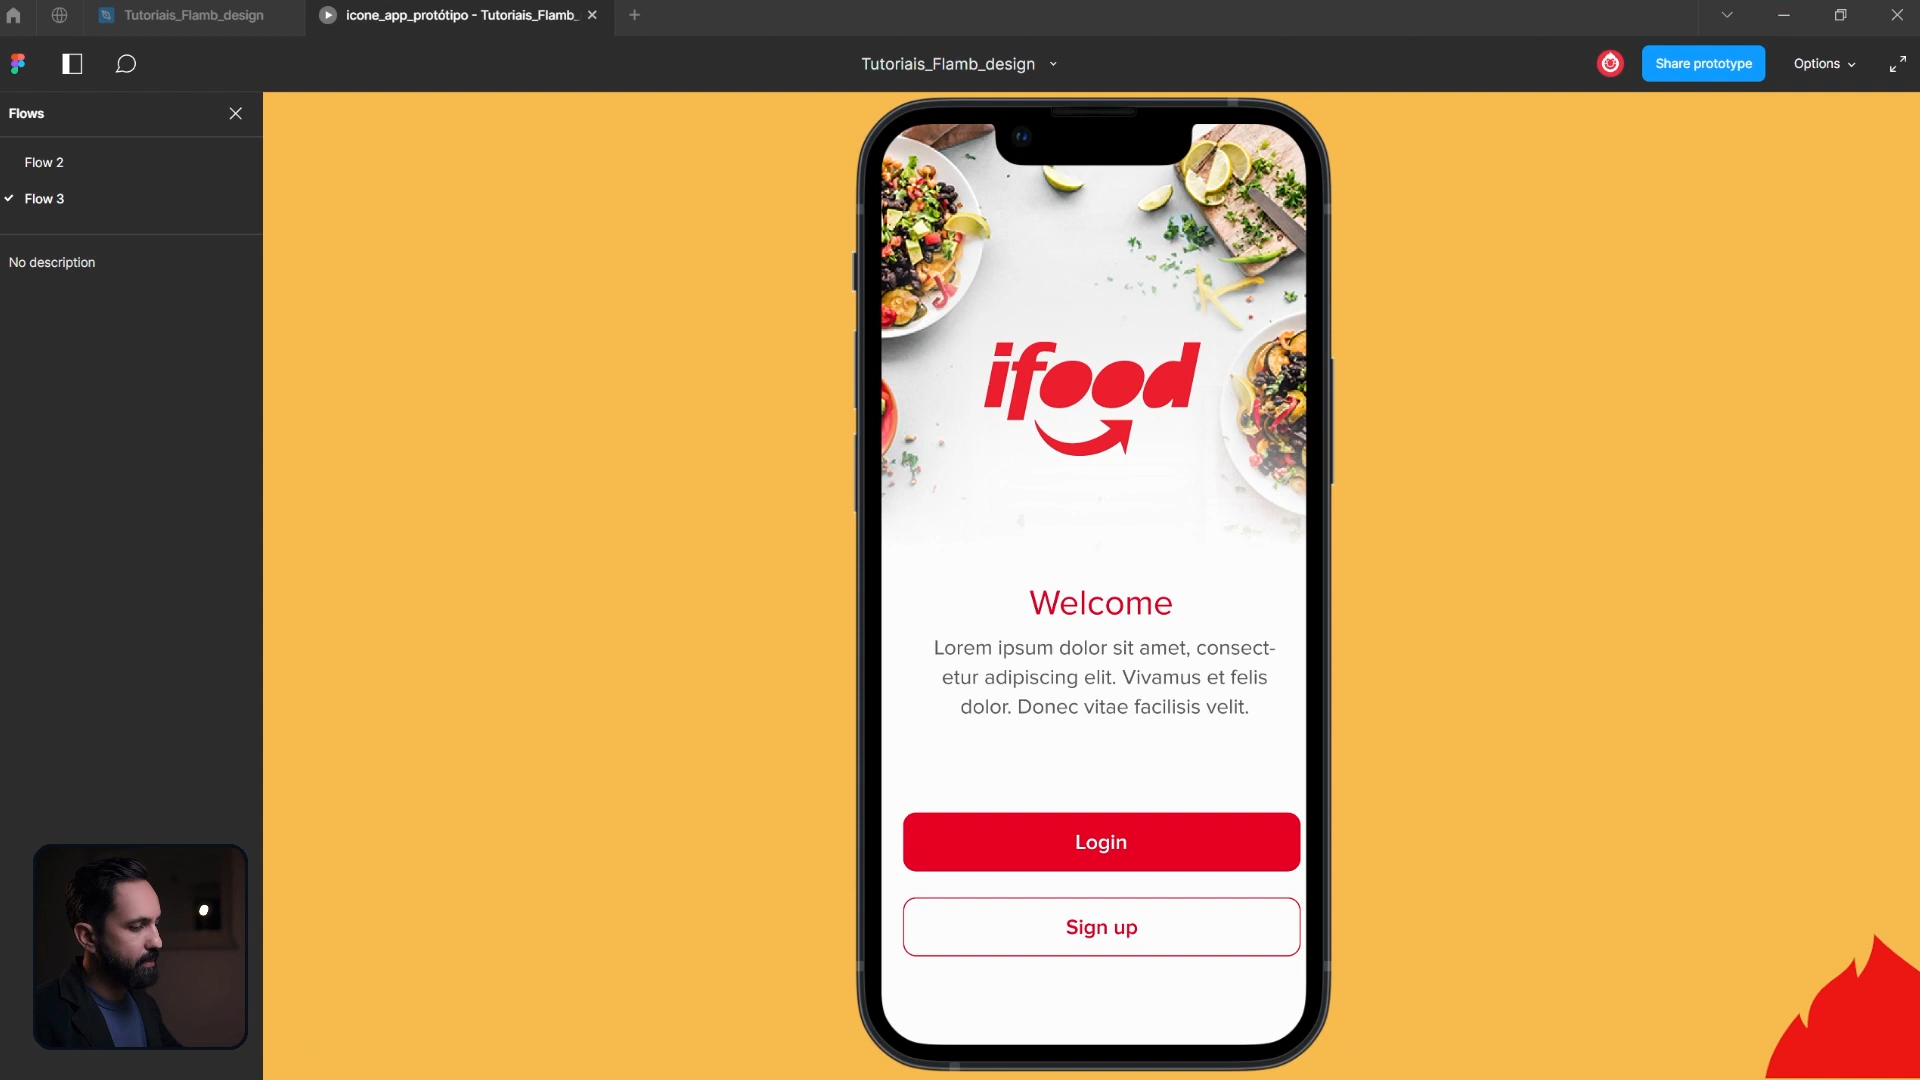 Tutoriais_Flamb_design
icone_app_protótipo - Tutoriais_Flamb_
Tutoriais_Flamb_design
Share prototype
Options
Flows
Flow 2
Flow 3
No description
ifood
Welcome
Lorem ipsum dolor sit amet, consect-
etur adipiscing elit. Vivamus et felis
dolor. Donec vitae facilisis velit.
Login
Sign up